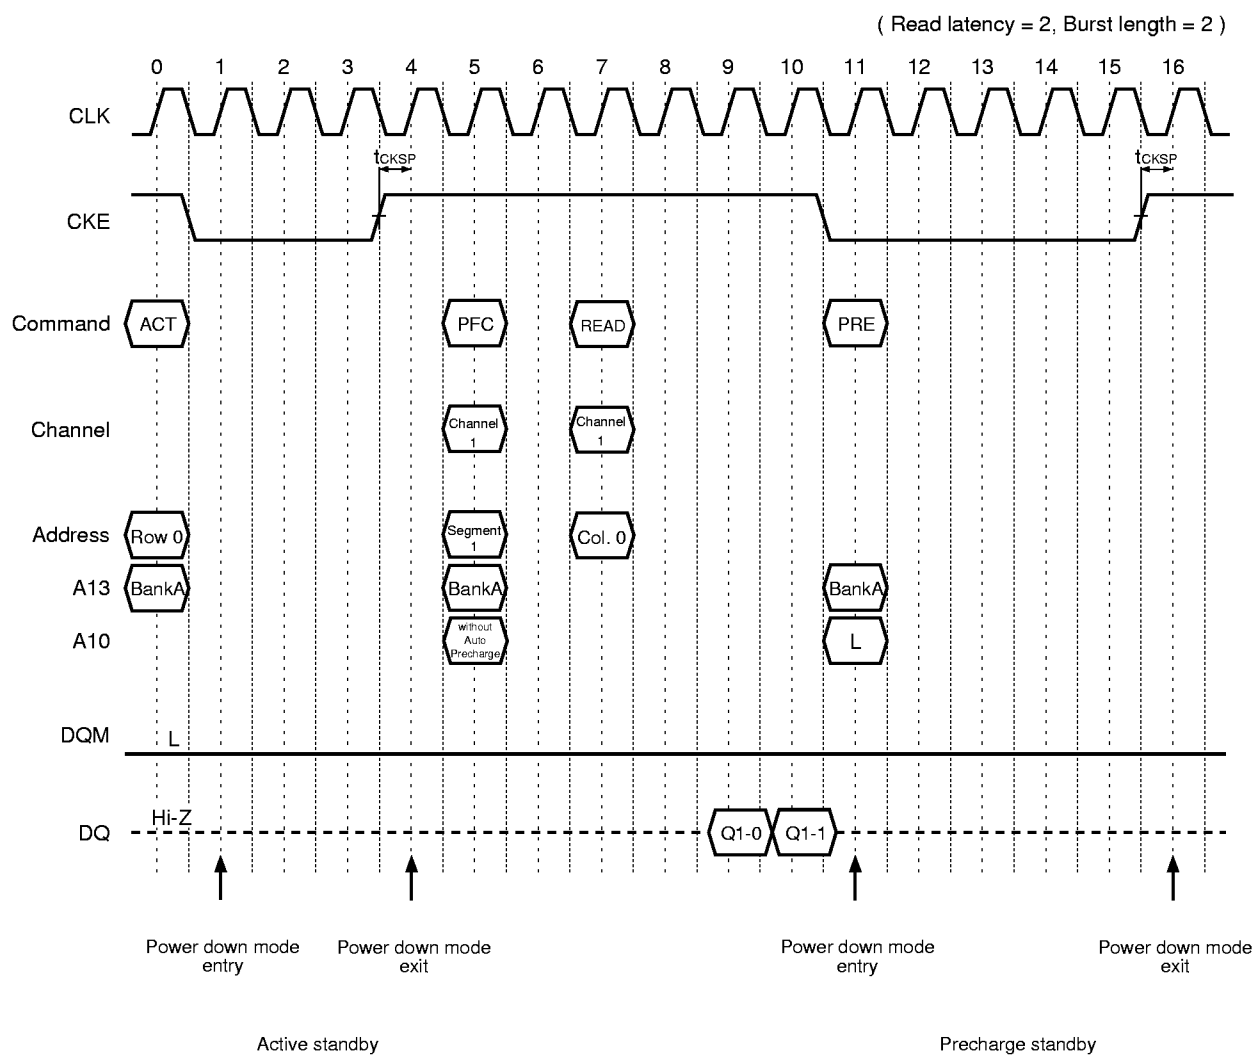 ( Read latency = 2, Burst length = 2 )
0 1 2 3 4 5 6 7 8 9 10 11 12 13 14 15 16
CLK
tCKSP tCKSP
CKE
Command ACT PFC READ PRE
Channel Channel 1 Channel 1
Address Row 0 Segment 1 Col. 0
A13 BankA BankA BankA
A10 without Auto Precharge L
DQM L
Hi-Z
DQ Q1-0 Q1-1
Power down mode Power down mode Power down mode Power down mode
entry exit entry exit
Active standby Precharge standby